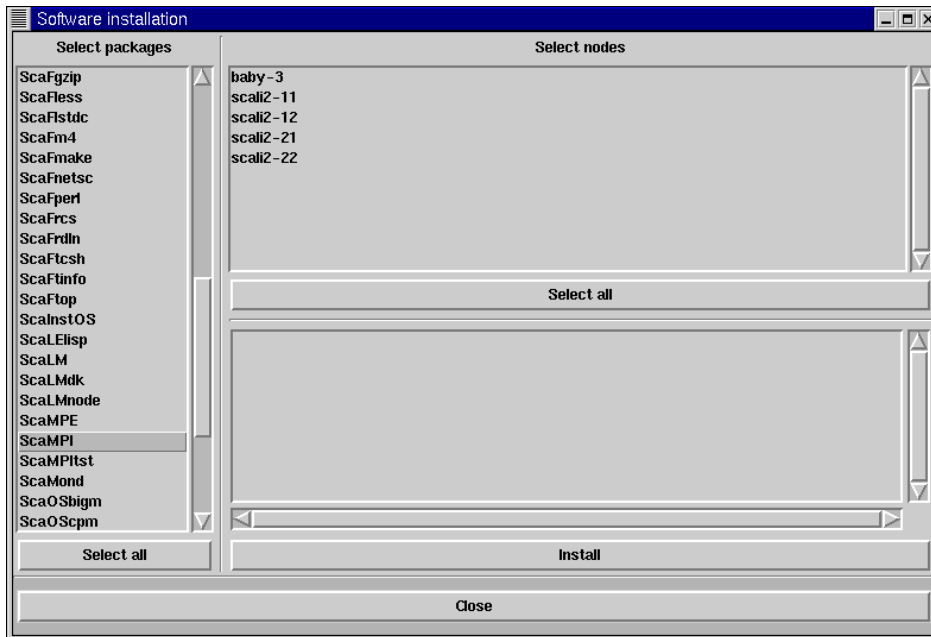 Software installation
Select packages
ScaFgzip
ScaFless
ScaFlstdc
ScaFm4
ScaFmake
ScaFnetsc
ScaFperl
ScaFrcs
ScaFrdln
ScaFtcsh
ScaFtinfo
ScaFtop
ScaInstOS
ScaLElisp
ScaLM
ScaLMdk
ScaLMnode
ScaMPE
ScaMPI
ScaMPItst
ScaMond
ScaOSbigm
ScaOScpm
Select all
Select nodes
baby-3
scali2-11
scali2-12
scali2-21
scali2-22
Select all
Install
Close